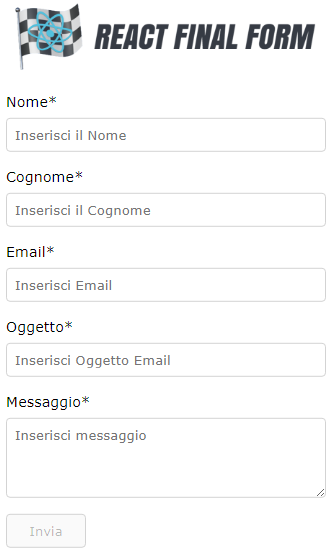 REACT FINAL FORM
Nome*
Inserisci il Nome
Cognome*
Inserisci il Cognome
Email*
Inserisci Email
Oggetto*
Inserisci Oggetto Email
Messaggio*
Inserisci messaggio
Invia